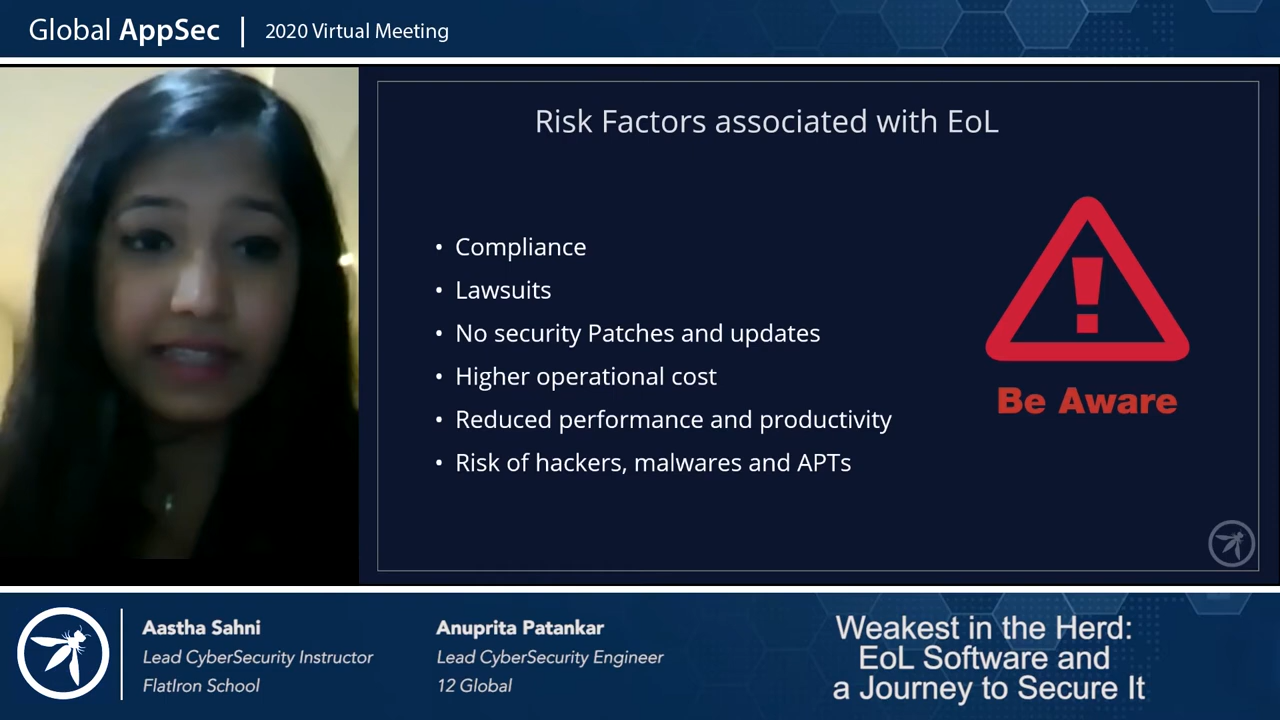 Global AppSec | 2020 Virtual Meeting
Risk Factors associated with EoL
• Compliance
• Lawsuits
• No security Patches and updates
• Higher operational cost
• Reduced performance and productivity
• Risk of hackers, malwares and APTs
Be Aware
Aastha Sahni
Lead CyberSecurity Instructor
FlatIron School
Anuprita Patankar
Lead CyberSecurity Engineer
12 Global
Weakest in the Herd:
EoL Software and
a Journey to Secure It